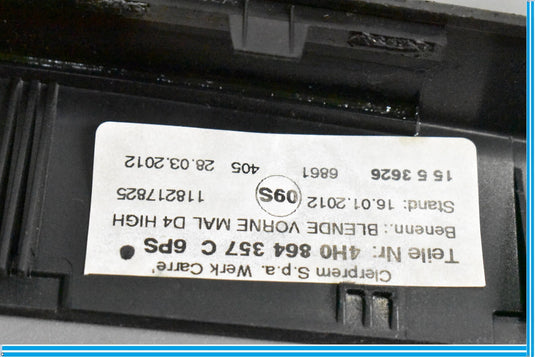 Cierprem S.p.a. Werk Carre'
Teile Nr: 4H0 864 357 C 6PS
Benenn.: BLENDE VORNE MAL D4 HIGH
Stand: 16.01.2012 09S 118217825
15 5 3626 6861 405 28.03.2012